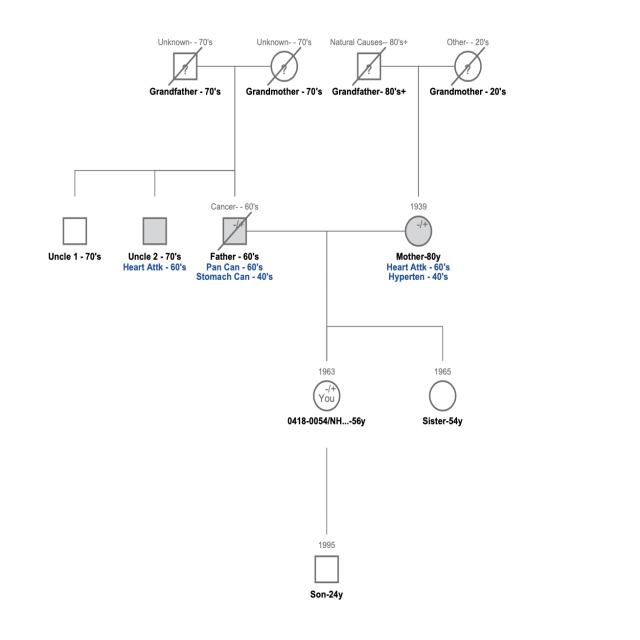 Unknown- - 70's
Unknown- - 70's
Natural Causes-- 80's+
Other- - 20's
?
?
?
?
Grandfather - 70's
Grandmother - 70's
Grandfather- 80's+
Grandmother - 20's
Cancer- - 60's
1939
-/+
-/+
Uncle 1 - 70's
Uncle 2 - 70's
Heart Attk - 60's
Father - 60's
Pan Can - 60's
Stomach Can - 40's
Mother-80y
Heart Attk - 60's
Hyperten - 40's
1963
1965
-/+
You
0418-0054/NH...-56y
Sister-54y
1995
Son-24y